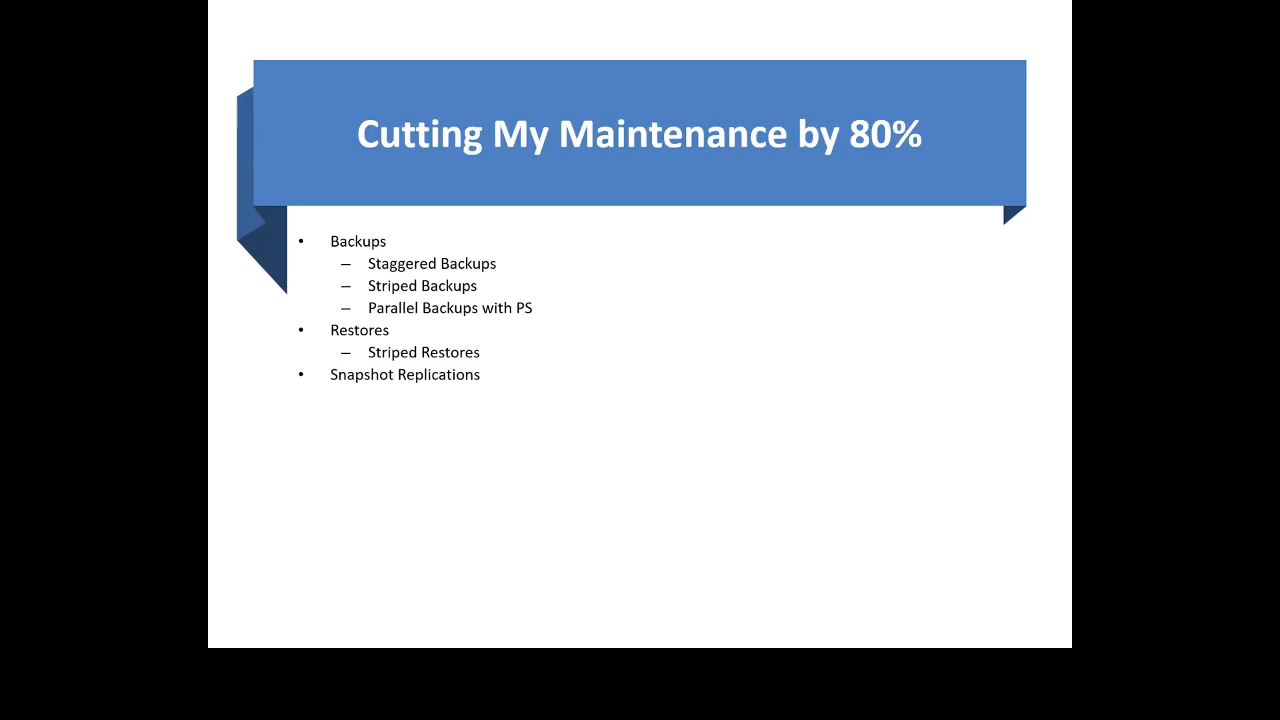 Cutting My Maintenance by 80%
• Backups
– Staggered Backups
– Striped Backups
– Parallel Backups with PS
• Restores
– Striped Restores
• Snapshot Replications